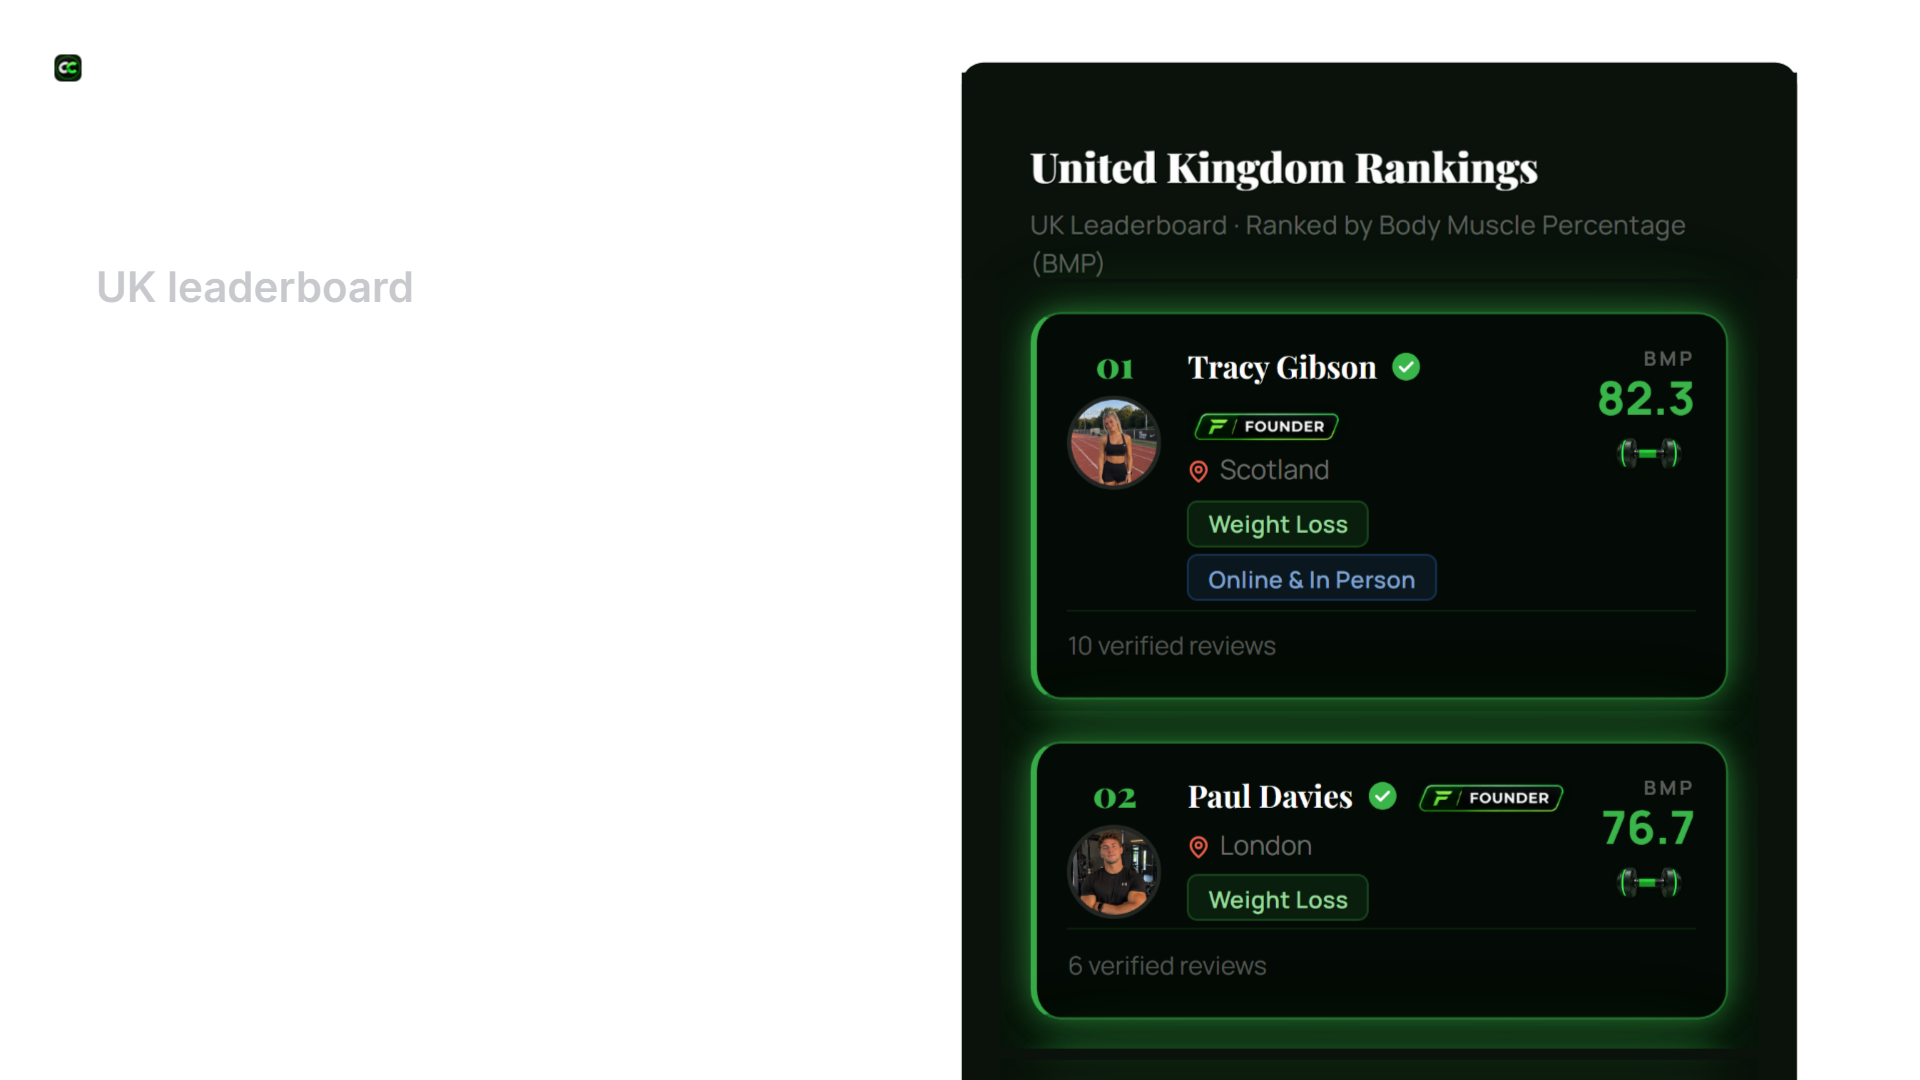 CC
UK leaderboard
United Kingdom Rankings
UK Leaderboard · Ranked by Body Muscle Percentage
(BMP)
01
Tracy Gibson
BMP
82.3
F / FOUNDER
Scotland
Weight Loss
Online & In Person
10 verified reviews
02
Paul Davies
F / FOUNDER
BMP
76.7
London
Weight Loss
6 verified reviews